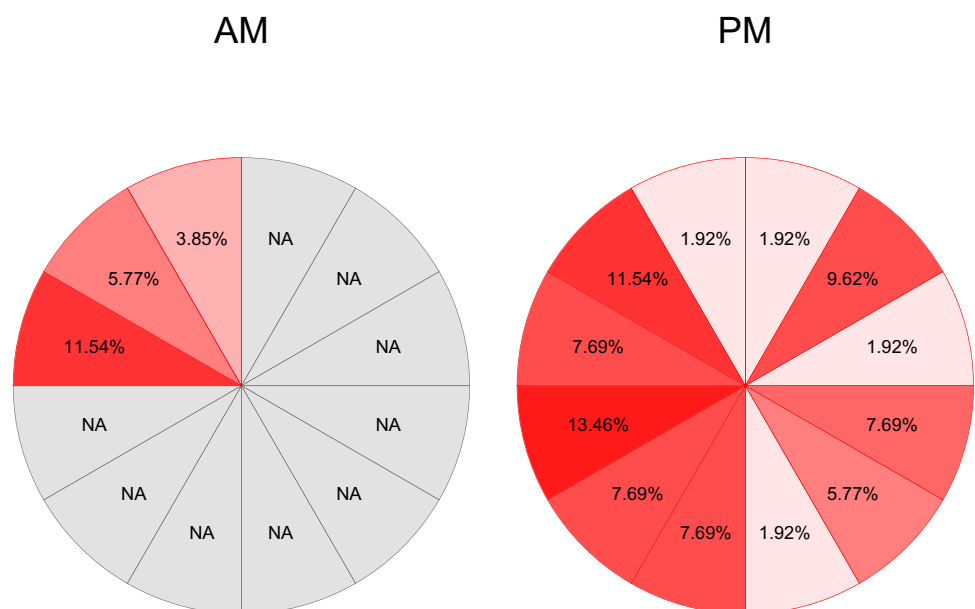 AM PM
3.85% NA 1.92% 1.92%
5.77% NA 11.54% 9.62%
11.54% NA 7.69% 1.92%
NA NA 13.46% 7.69%
NA NA 7.69% 5.77%
NA NA 7.69% 1.92%